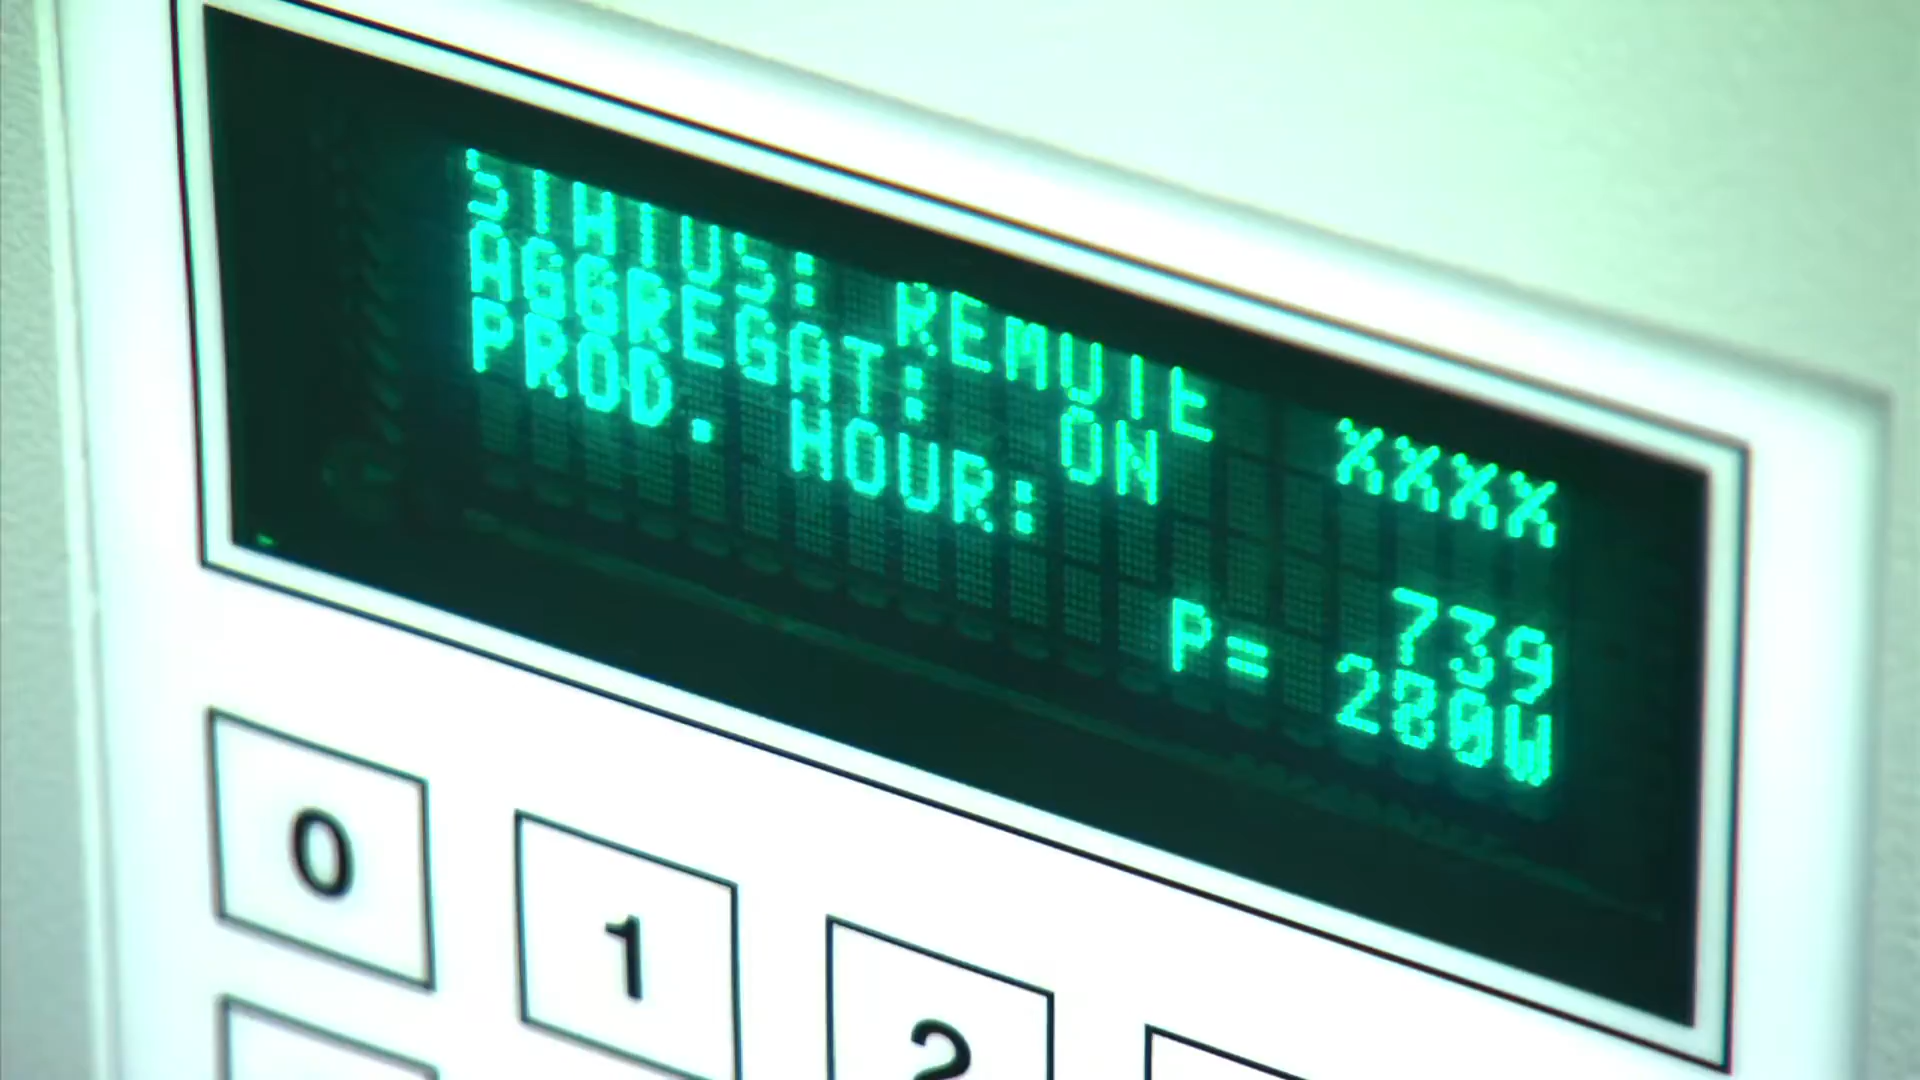 STATUS: REMOTE XXXX
AGGREGAT: ON
PROD. HOUR: 739
P= 280W
0 1 2